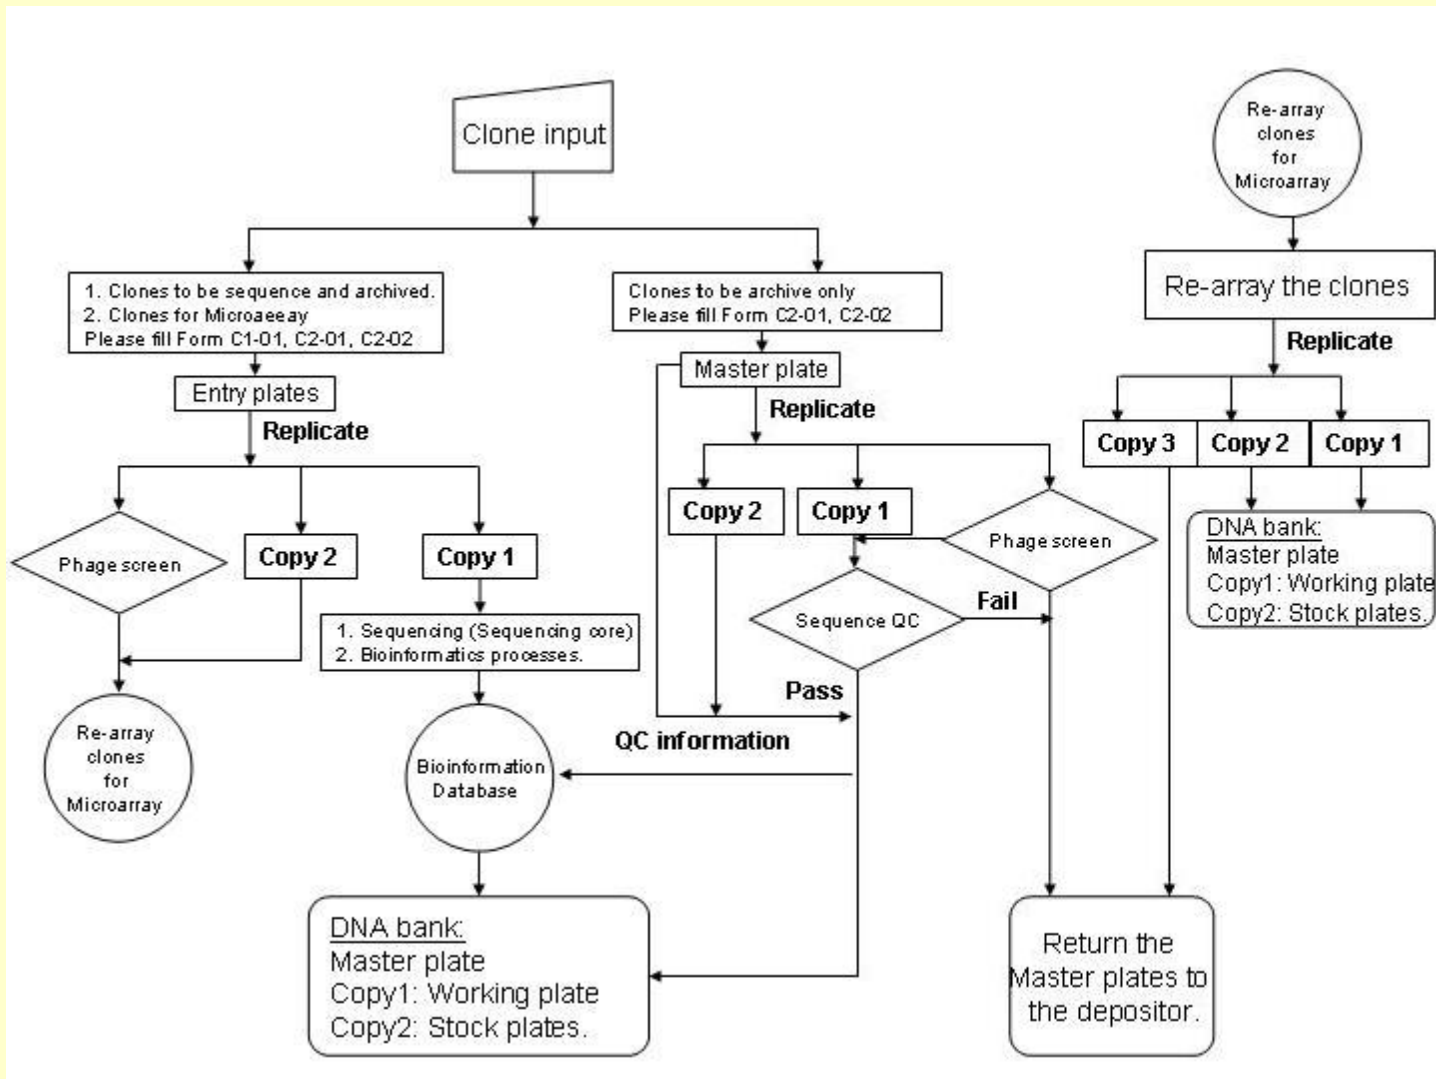 Clone input
1. Clones to be sequence and archived.
2. Clones for Microaeeay
Please fill Form C1-01, C2-01, C2-02
Entry plates
Replicate
Phage screen
Copy 2
Copy 1
1. Sequencing (Sequencing core)
2. Bioinformatics processes.
Re-array
clones
for
Microarray
Bioinformation
Database
DNA bank:
Master plate
Copy1: Working plate
Copy2: Stock plates.
Clones to be archive only
Please fill Form C2-01, C2-02
Master plate
Replicate
Copy 2
Copy 1
Phage screen
Sequence QC
Fail
Pass
QC information
Return the
Master plates to
the depositor.
Re-array
clones
for
Microarray
Re-array the clones
Replicate
Copy 3
Copy 2
Copy 1
DNA bank:
Master plate
Copy1: Working plate
Copy2: Stock plates.